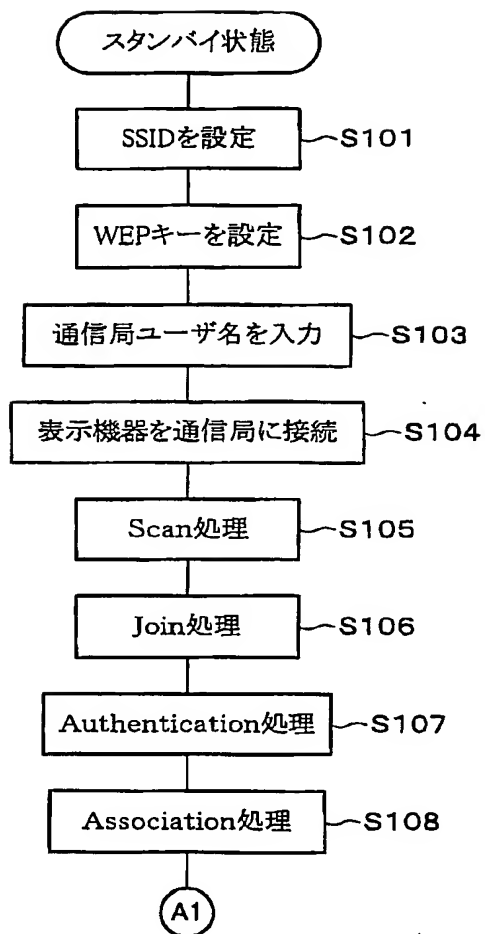 スタンバイ状態
SSIDを設定 S101
WEPキーを設定 S102
通信局ユーザ名を入力 S103
表示機器を通信局に接続 S104
Scan処理 S105
Join処理 S106
Authentication処理 S107
Association処理 S108
A1